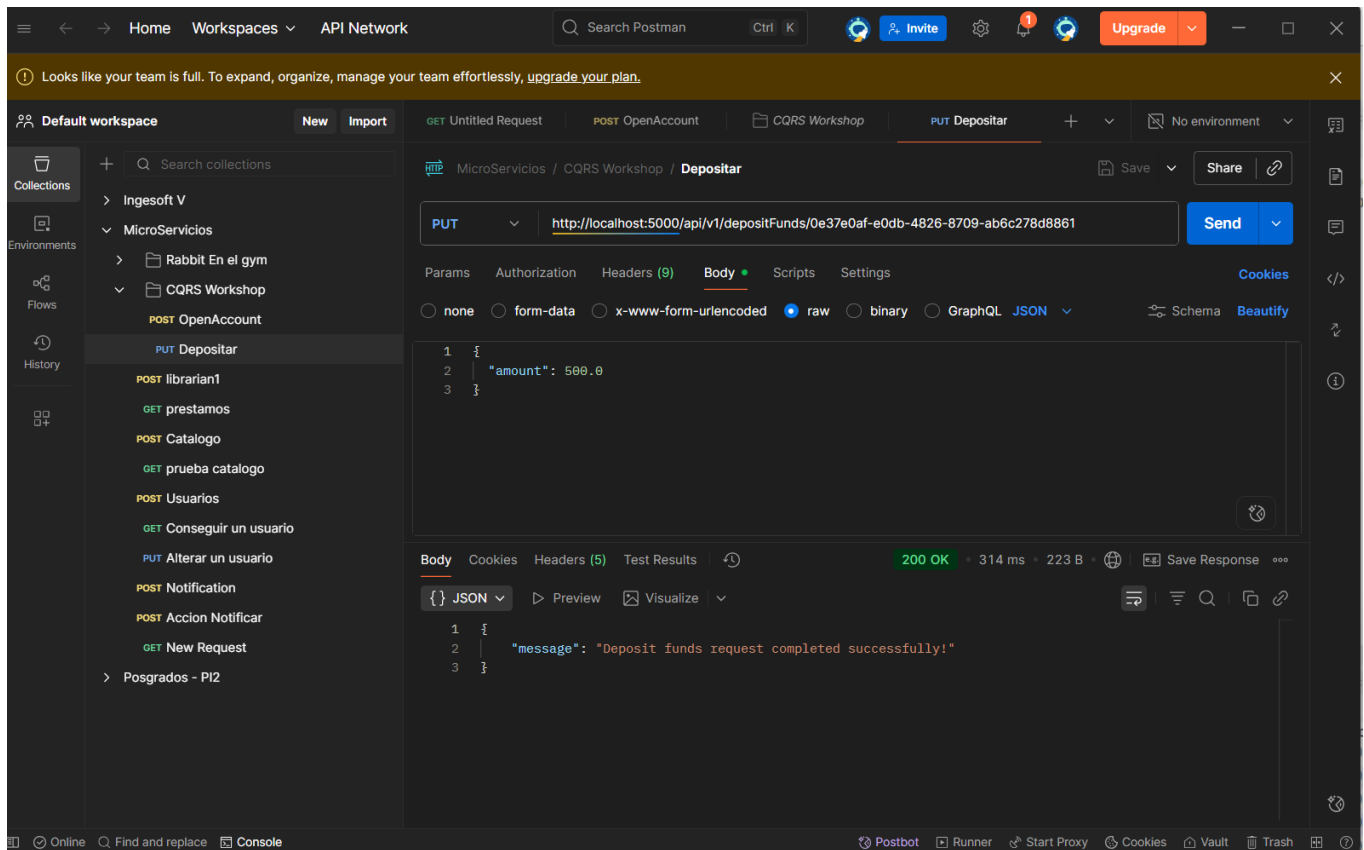 Home Workspaces API Network Search Postman Ctrl K Invite 1 Upgrade
Looks like your team is full. To expand, organize, manage your team effortlessly, upgrade your plan.
Default workspace New Import GET Untitled Request POST OpenAccount CQRS Workshop PUT Depositar No environment
Collections
Environments
Flows
History
Search collections
Ingesoft V
MicroServicios
Rabbit En el gym
CQRS Workshop
POST OpenAccount
PUT Depositar
POST librarian1
GET prestamos
POST Catalogo
GET prueba catalogo
POST Usuarios
GET Conseguir un usuario
PUT Alterar un usuario
POST Notification
POST Accion Notificar
GET New Request
Posgrados - PI2
HTTP MicroServicios / CQRS Workshop / Depositar Save Share
PUT http://localhost:5000/api/v1/depositFunds/0e37e0af-e0db-4826-8709-ab6c278d8861 Send
Params Authorization Headers (9) Body Scripts Settings Cookies
none form-data x-www-form-urlencoded raw binary GraphQL JSON Schema Beautify
1 {
2 "amount": 500.0
3 }
Body Cookies Headers (5) Test Results 200 OK 314 ms 223 B e.g. Save Response
{} JSON Preview Visualize
1 {
2 "message": "Deposit funds request completed successfully!"
3 }
Online Find and replace Console Postbot Runner Start Proxy Cookies Vault Trash